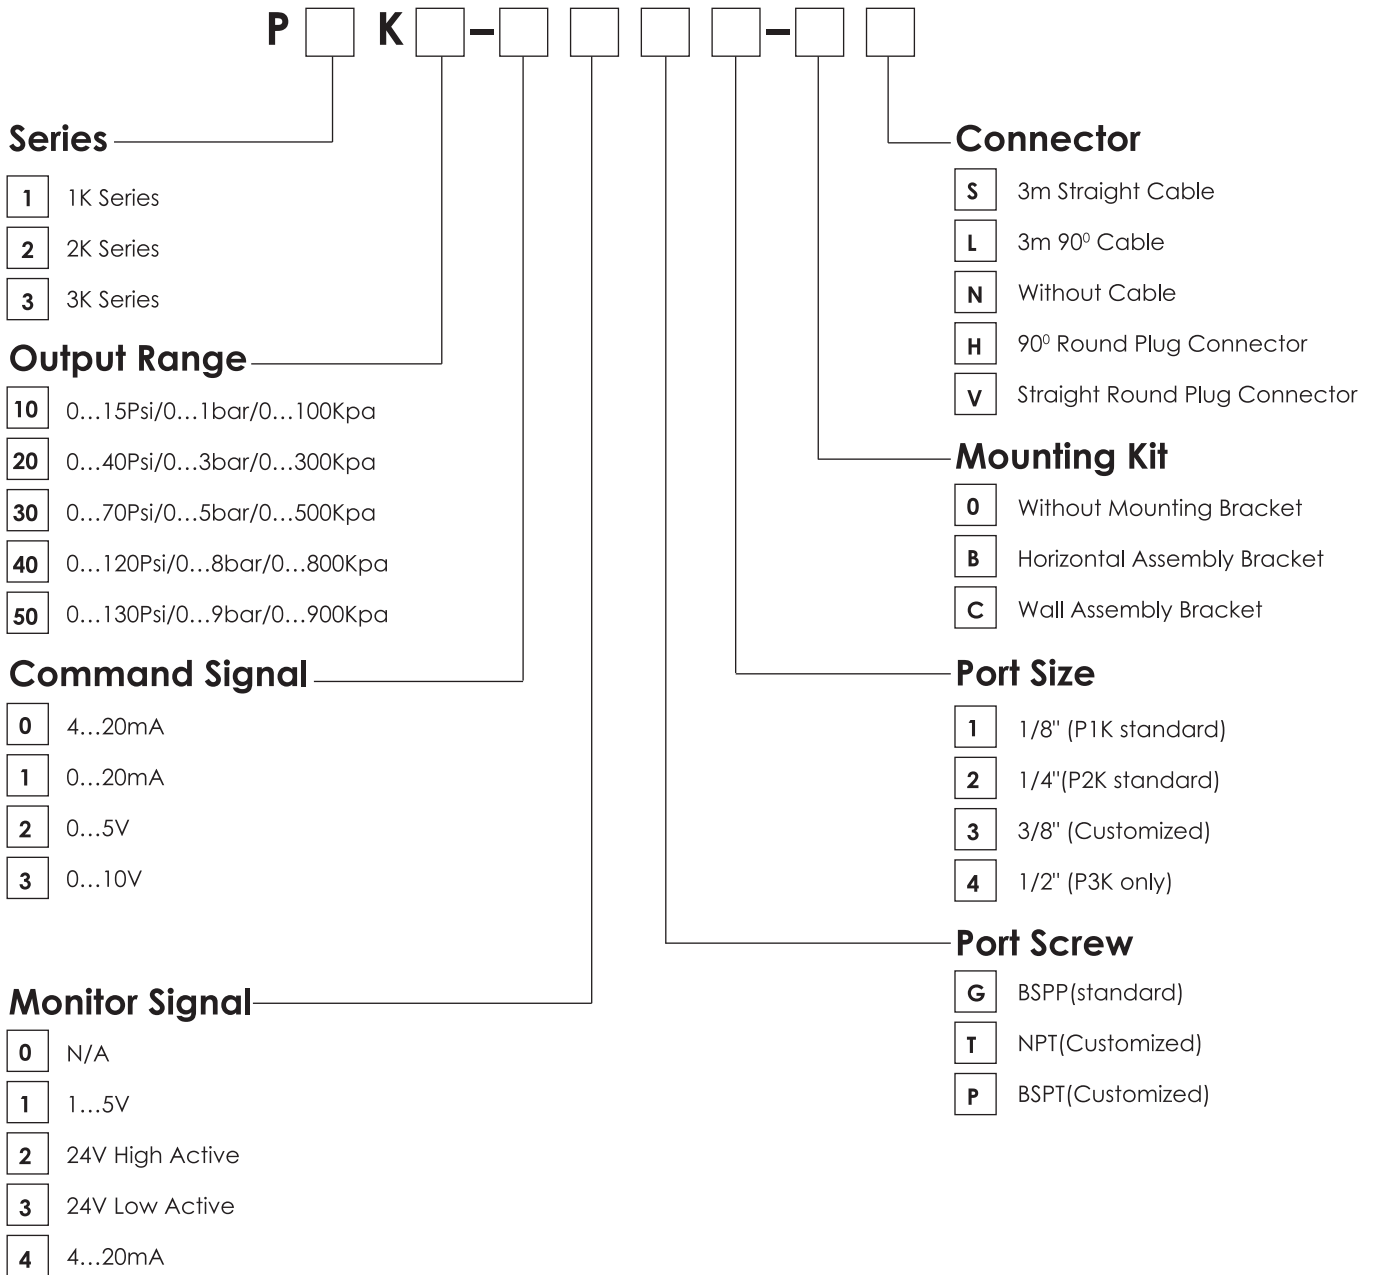 P K - -
Series
1 1K Series
2 2K Series
3 3K Series
Output Range
10 0...15Psi/0...1bar/0...100Kpa
20 0...40Psi/0...3bar/0...300Kpa
30 0...70Psi/0...5bar/0...500Kpa
40 0...120Psi/0...8bar/0...800Kpa
50 0...130Psi/0...9bar/0...900Kpa
Command Signal
0 4...20mA
1 0...20mA
2 0...5V
3 0...10V
Monitor Signal
0 N/A
1 1...5V
2 24V High Active
3 24V Low Active
4 4...20mA
Connector
S 3m Straight Cable
L 3m 90⁰ Cable
N Without Cable
H 90⁰ Round Plug Connector
V Straight Round Plug Connector
Mounting Kit
0 Without Mounting Bracket
B Horizontal Assembly Bracket
C Wall Assembly Bracket
Port Size
1 1/8" (P1K standard)
2 1/4"(P2K standard)
3 3/8" (Customized)
4 1/2" (P3K only)
Port Screw
G BSPP(standard)
T NPT(Customized)
P BSPT(Customized)